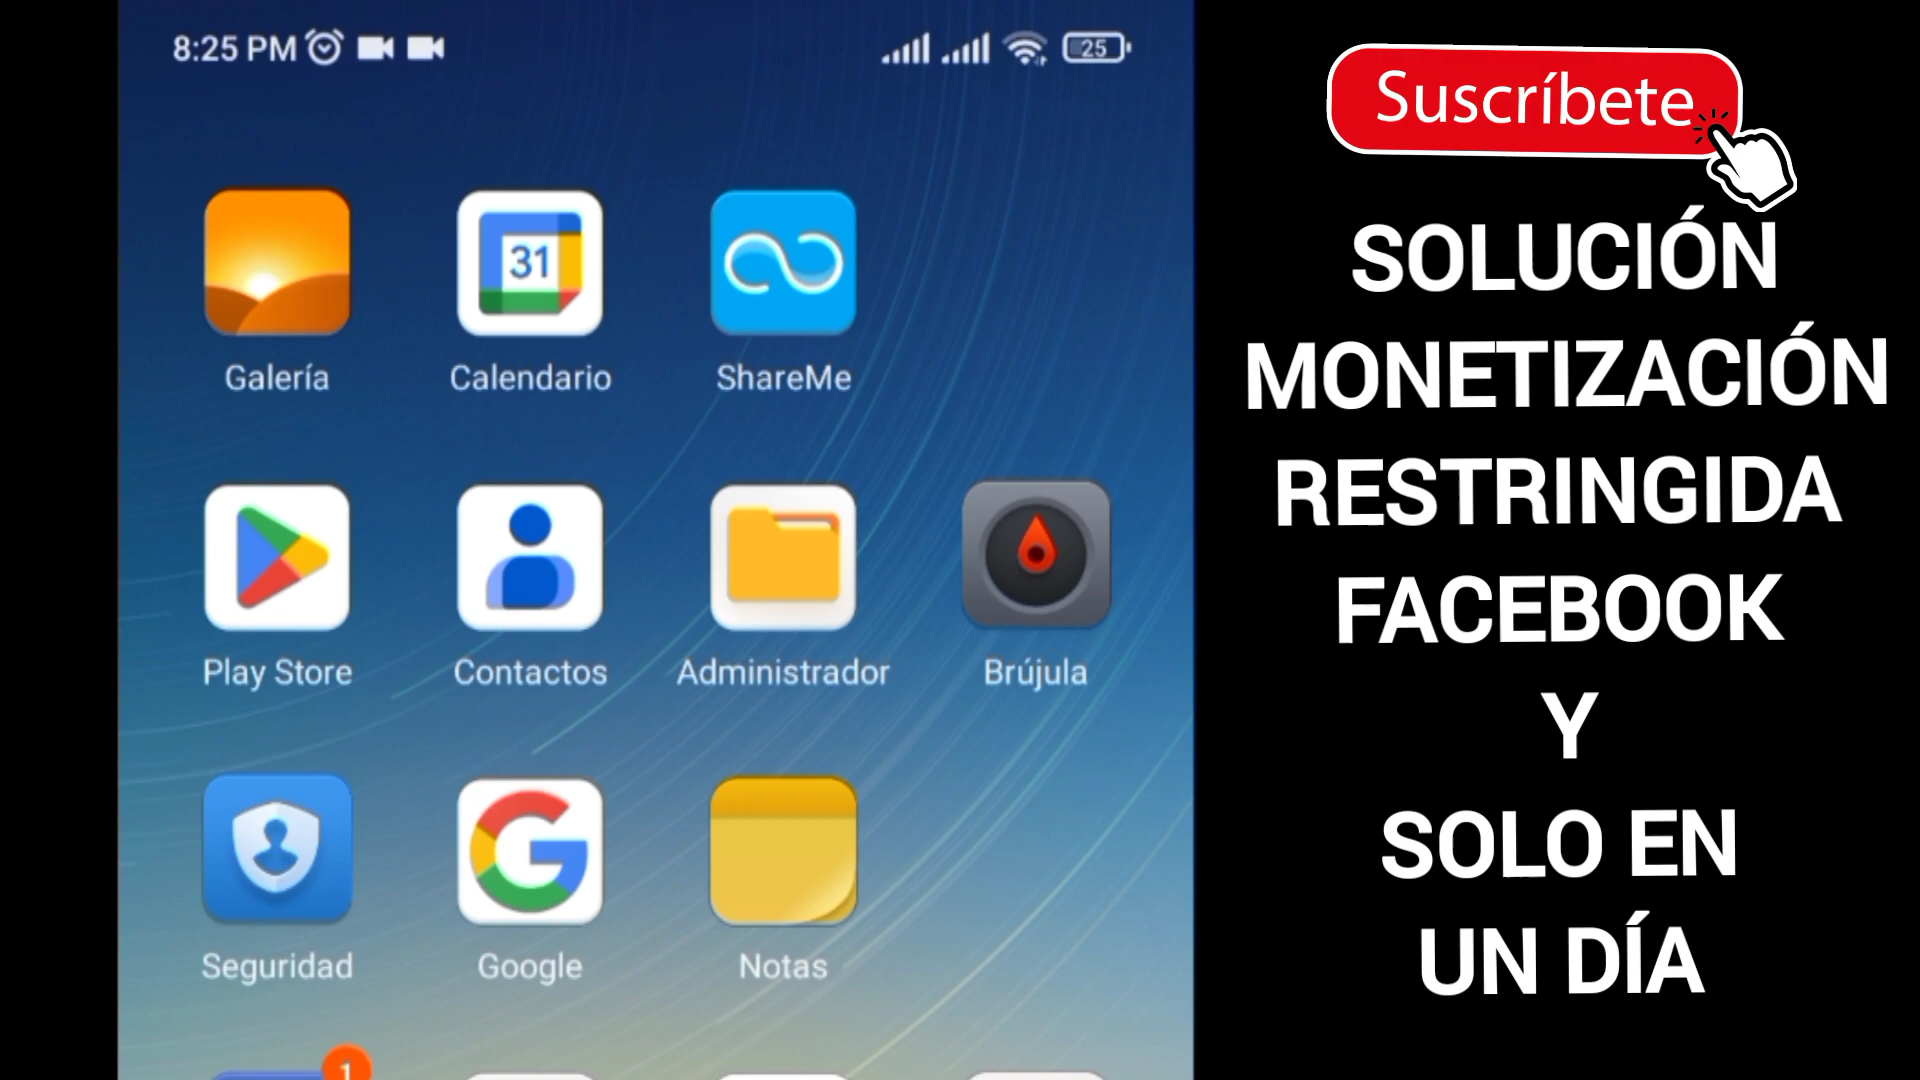 8:25 PM
25
31
Galería
Calendario
ShareMe
Play Store
Contactos
Administrador
Brújula
Seguridad
Google
Notas
1
Suscríbete
SOLUCIÓN
MONETIZACIÓN
RESTRINGIDA
FACEBOOK
Y
SOLO EN
UN DÍA